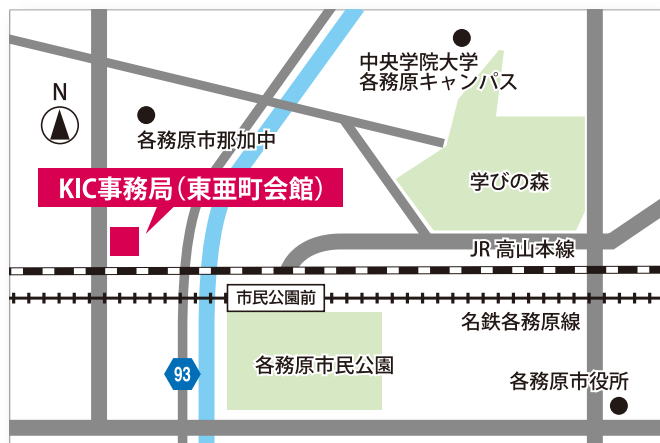 中央学院大学
各務原キャンパス
N
各務原市那加中
KIC事務局（東亜町会館）
学びの森
JR 高山本線
市民公園前
名鉄各務原線
各務原市民公園
93
各務原市役所